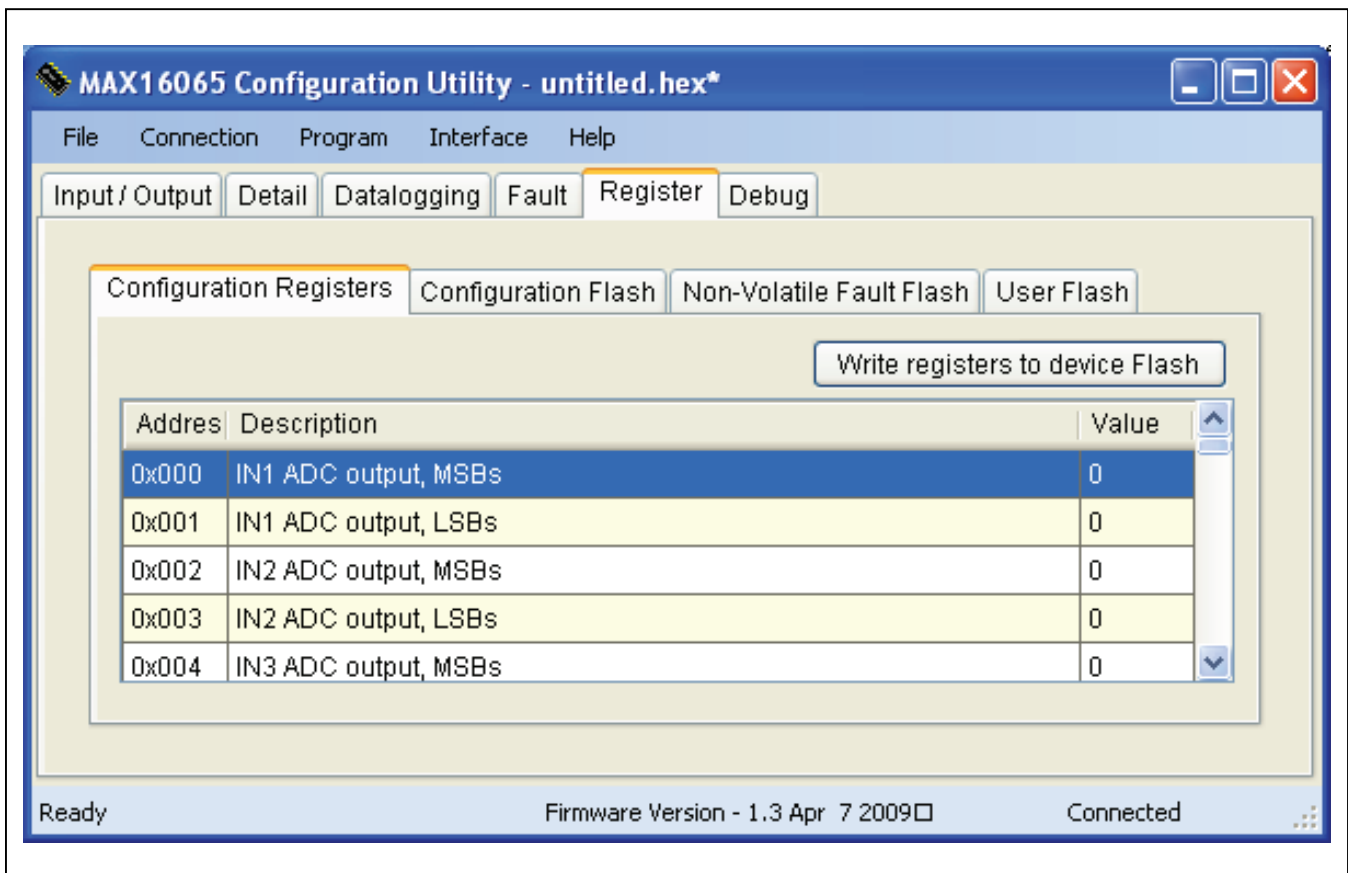 MAX16065 Configuration Utility - untitled.hex*
File Connection Program Interface Help
Input / Output Detail Datalogging Fault Register Debug
Configuration Registers Configuration Flash Non-Volatile Fault Flash User Flash
Write registers to device Flash
Addres Description Value
0x000 IN1 ADC output, MSBs 0
0x001 IN1 ADC output, LSBs 0
0x002 IN2 ADC output, MSBs 0
0x003 IN2 ADC output, LSBs 0
0x004 IN3 ADC output, MSBs 0
Ready Firmware Version - 1.3 Apr 7 2009□ Connected